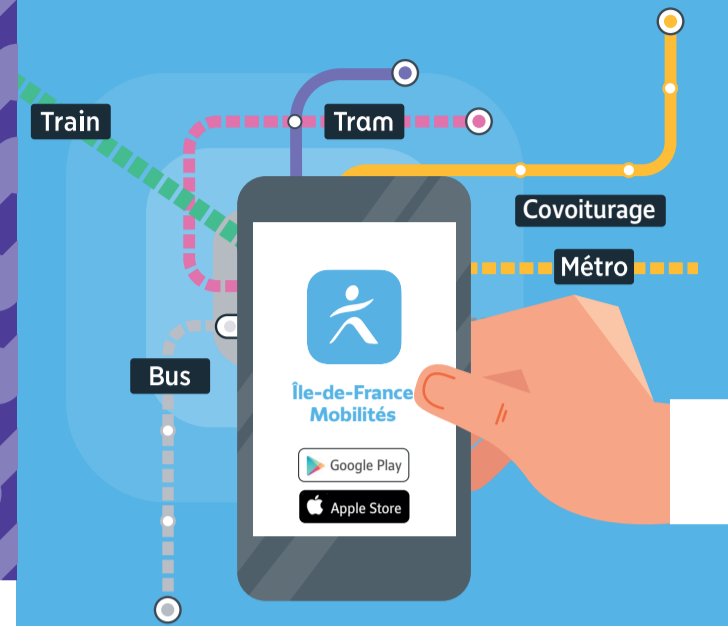 Train
Tram
Covoiturage
Métro
Bus
Île-de-France
Mobilités
Google Play
Apple Store